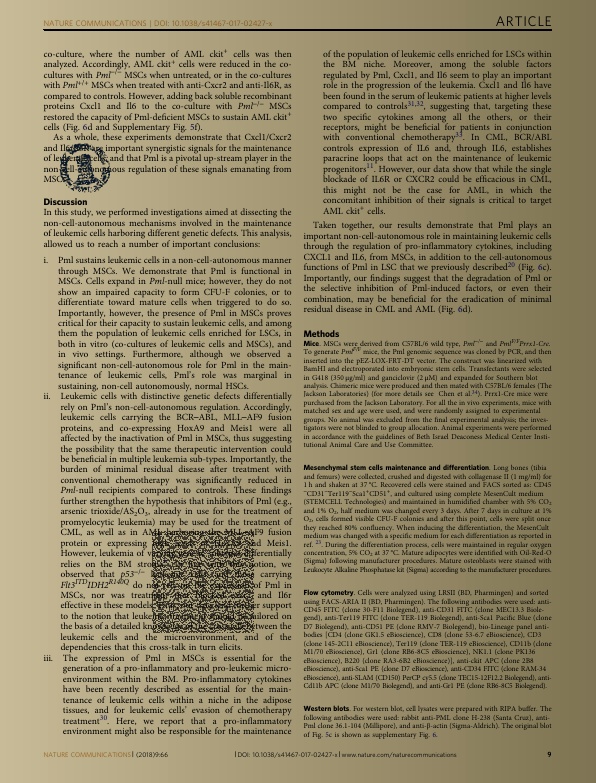 NATURE COMMUNICATIONS | DOI: 10.1038/s41467-017-02427-s
ARTICLE
co-culture, where the number of AML ckit⁺ cells was then
analyzed. Accordingly, AML ckit⁺ cells were reduced in the co-
cultures with Pml⁻/⁻ MSCs when untreated, or in the co-cultures
with Pml⁺/⁺ MSCs when treated with anti-Cxcr2 and anti-Il6R, as
compared to controls. However, adding back soluble recombinant
proteins Cxcl1 and Il6 to the co-culture with Pml⁻/⁻ MSCs
restored the capacity of Pml-deficient MSCs to sustain AML ckit⁺
cells (Fig. 6d and Supplementary Fig. 5f).
As a whole, these experiments demonstrate that Cxcl1/Cxcr2
and Il6 are important synergistic signals for the maintenance
of leukemic cells, and that Pml is a pivotal up-stream player in the
non-cell-autonomous regulation of these signals emanating from
MSCs.
Discussion
In this study, we performed investigations aimed at dissecting the
non-cell-autonomous mechanisms involved in the maintenance
of leukemic cells harboring different genetic defects. This analysis,
allowed us to reach a number of important conclusions:
i. Pml sustains leukemic cells in a non-cell-autonomous manner
through MSCs. We demonstrate that Pml is functional in
MSCs. Cells expand in Pml-null mice; however, they do not
show an impaired capacity to form CFU-F colonies, or to
differentiate toward mature cells when triggered to do so.
Importantly, however, the presence of Pml in MSCs proves
critical for their capacity to sustain leukemic cells, and among
them the population of leukemic cells enriched for LSCs, in
both in vitro (co-cultures of leukemic cells and MSCs), and
in vivo settings. Furthermore, although we observed a
significant non-cell-autonomous role for Pml in the main-
tenance of leukemic cells, Pml's role was marginal in
sustaining, non-cell autonomously, normal HSCs.
ii. Leukemic cells with distinctive genetic defects differentially
rely on Pml's non-cell-autonomous regulation. Accordingly,
leukemic cells carrying the BCR–ABL, MLL–AF9 fusion
proteins, and co-expressing HoxA9 and Meis1 were all
affected by the inactivation of Pml in MSCs, thus suggesting
the possibility that the same therapeutic intervention could
be beneficial in multiple leukemia sub-types. Importantly, the
burden of minimal residual disease after treatment with
conventional chemotherapy was significantly reduced in
Pml-null recipients compared to controls. These findings
further strengthen the hypothesis that inhibitors of Pml (e.g.,
arsenic trioxide/AS₂O₃, already in use for the treatment of
promyelocytic leukemia) may be used for the treatment of
CML, as well as in AML fusion
protein or expressing Meis1.
However, leukemia of differentially
relies on the BM notion, we
observed that p53⁻/⁻ carrying
of Pml in
MSCs, nor was Il6r
effective in these models support
to the notion that tailored on
the basis of a detailed between the
leukemic cells and the microenvironment, and of the
dependencies that this cross-talk in turn elicits.
iii. The expression of Pml in MSCs is essential for the
generation of a pro-inflammatory and pro-leukemic micro-
environment within the BM. Pro-inflammatory cytokines
have been recently described as essential for the main-
tenance of leukemic cells within a niche in the adipose
tissues, and for leukemic cells' evasion of chemotherapy
treatment³⁰. Here, we report that a pro-inflammatory
environment might also be responsible for the maintenance
of the population of leukemic cells enriched for LSCs within
the BM niche. Moreover, among the soluble factors
regulated by Pml, Cxcl1, and Il6 seem to play an important
role in the progression of the leukemia. Cxcl1 and Il6 have
been found in the serum of leukemic patients at higher levels
compared to controls³¹,³², suggesting that, targeting these
two specific cytokines among all the others, or their
receptors, might be beneficial for patients in conjunction
with conventional chemotherapy³³. In CML, BCR/ABL
controls expression of IL6 and, through IL6, establishes
paracrine loops that act on the maintenance of leukemic
progenitors¹¹. However, our data show that while the single
blockade of IL6R or CXCR2 could be efficacious in CML,
this might not be the case for AML, in which the
concomitant inhibition of their signals is critical to target
AML ckit⁺ cells.
Taken together, our results demonstrate that Pml plays an
important non-cell-autonomous role in maintaining leukemic cells
through the regulation of pro-inflammatory cytokines, including
CXCL1 and IL6, from MSCs, in addition to the cell-autonomous
functions of Pml in LSC that we previously described²⁰ (Fig. 6c).
Importantly, our findings suggest that the degradation of Pml or
the selective inhibition of Pml-induced factors, or even their
combination, may be beneficial for the eradication of minimal
residual disease in CML and AML (Fig. 6d).
Methods
Mice. MSCs were derived from C57BL/6 wild type, Pml⁻/⁻ and Pmlᶠ/ᶠPrrx1-Cre.
To generate Pmlᶠ/ᶠ mice, the Pml genomic sequence was cloned by PCR, and then
inserted into the pEZ-LOX-FRT-DT vector. The construct was linearized with
BamHI and electroporated into embryonic stem cells. Transfectants were selected
in G418 (350 μg/ml) and ganciclovir (2 μM) and expanded for Southern blot
analysis. Chimeric mice were produced and then mated with C57BL/6 females (The
Jackson Laboratories) (for more details see: Chen et al.³⁴). Prrx1-Cre mice were
purchased from the Jackson Laboratory. For all the in vivo experiments, mice with
matched sex and age were used, and were randomly assigned to experimental
groups. No animal was excluded from the final experimental analysis; the inves-
tigators were not blinded to group allocation. Animal experiments were performed
in accordance with the guidelines of Beth Israel Deaconess Medical Center Insti-
tutional Animal Care and Use Committee.
Mesenchymal stem cells maintenance and differentiation. Long bones (tibia
and femurs) were collected, crushed and digested with collagenase II (1 mg/ml) for
1 h and shaken at 37 °C. Recovered cells were stained and FACS sorted as CD45
⁻CD31⁻Ter119⁻Sca1⁺CD51⁺, and cultured using complete MesenCult medium
(STEMCELL Technologies) and maintained in humidified chamber with 5% CO₂
and 1% O₂, half medium was changed every 3 days. After 7 days in culture at 1%
O₂, cells formed visible CFU-F colonies and after this point, cells were split once
they reached 80% confluency. When inducing the differentiation, the MesenCult
medium was changed with a specific medium for each differentiation as reported in
ref. ²³. During the differentiation process, cells were maintained in regular oxygen
concentration, 5% CO₂ at 37 °C. Mature adipocytes were identified with Oil-Red-O
(Sigma) following manufacturer procedures. Mature osteoblasts were stained with
Leukocyte Alkaline Phosphatase kit (Sigma) according to the manufacturer procedures.
Flow cytometry. Cells were analyzed using LRSII (BD, Pharmingen) and sorted
using FACS-ARIA II (BD, Pharmingen). The following antibodies were used: anti-
CD45 FITC (clone 30-F11 Biolegend), anti-CD31 FITC (clone MEC13.3 Biole-
gend), anti-Ter119 FITC (clone TER-119 Biolegend), anti-Sca1 Pacific Blue (clone
D7 Biolegend), anti-CD51 PE (clone RMV-7 Biolegend), bio-Lineage panel anti-
bodies [CD4 (clone GK1.5 eBioscience), CD8 (clone 53-6.7 eBioscience), CD3
(clone 145-2C11 eBioscience), Ter119 (clone TER-119 eBioscience), CD11b (clone
M1/70 eBioscience), Gr1 (clone RB6-8C5 eBioscience), NK1.1 (clone PK136
eBioscience), B220 (clone RA3-6B2 eBioscience)], anti-ckit APC (clone 2B8
eBioscience), anti-Sca1 PE (clone D7 eBioscience), anti-CD34 FITC (clone RAM-34
eBioscience), anti-SLAM (CD150) PerCP cy5.5 (clone TEC15-12F12.2 Biolegend), anti-
Cd11b APC (clone M1/70 Biolegend), and anti-Gr1 PE (clone RB6-8C5 Biolegend).
Western blots. For western blot, cell lysates were prepared with RIPA buffer. The
following antibodies were used: rabbit anti-PML clone H-238 (Santa Cruz), anti-
Pml clone 36.1-104 (Millipore), and anti-β-actin (Sigma-Aldrich). The original blot
of Fig. 5c is shown as supplementary Fig. 6.
NATURE COMMUNICATIONS | (2018)9:66 | DOI: 10.1038/s41467-017-02427-s | www.nature.com/naturecommunications 9